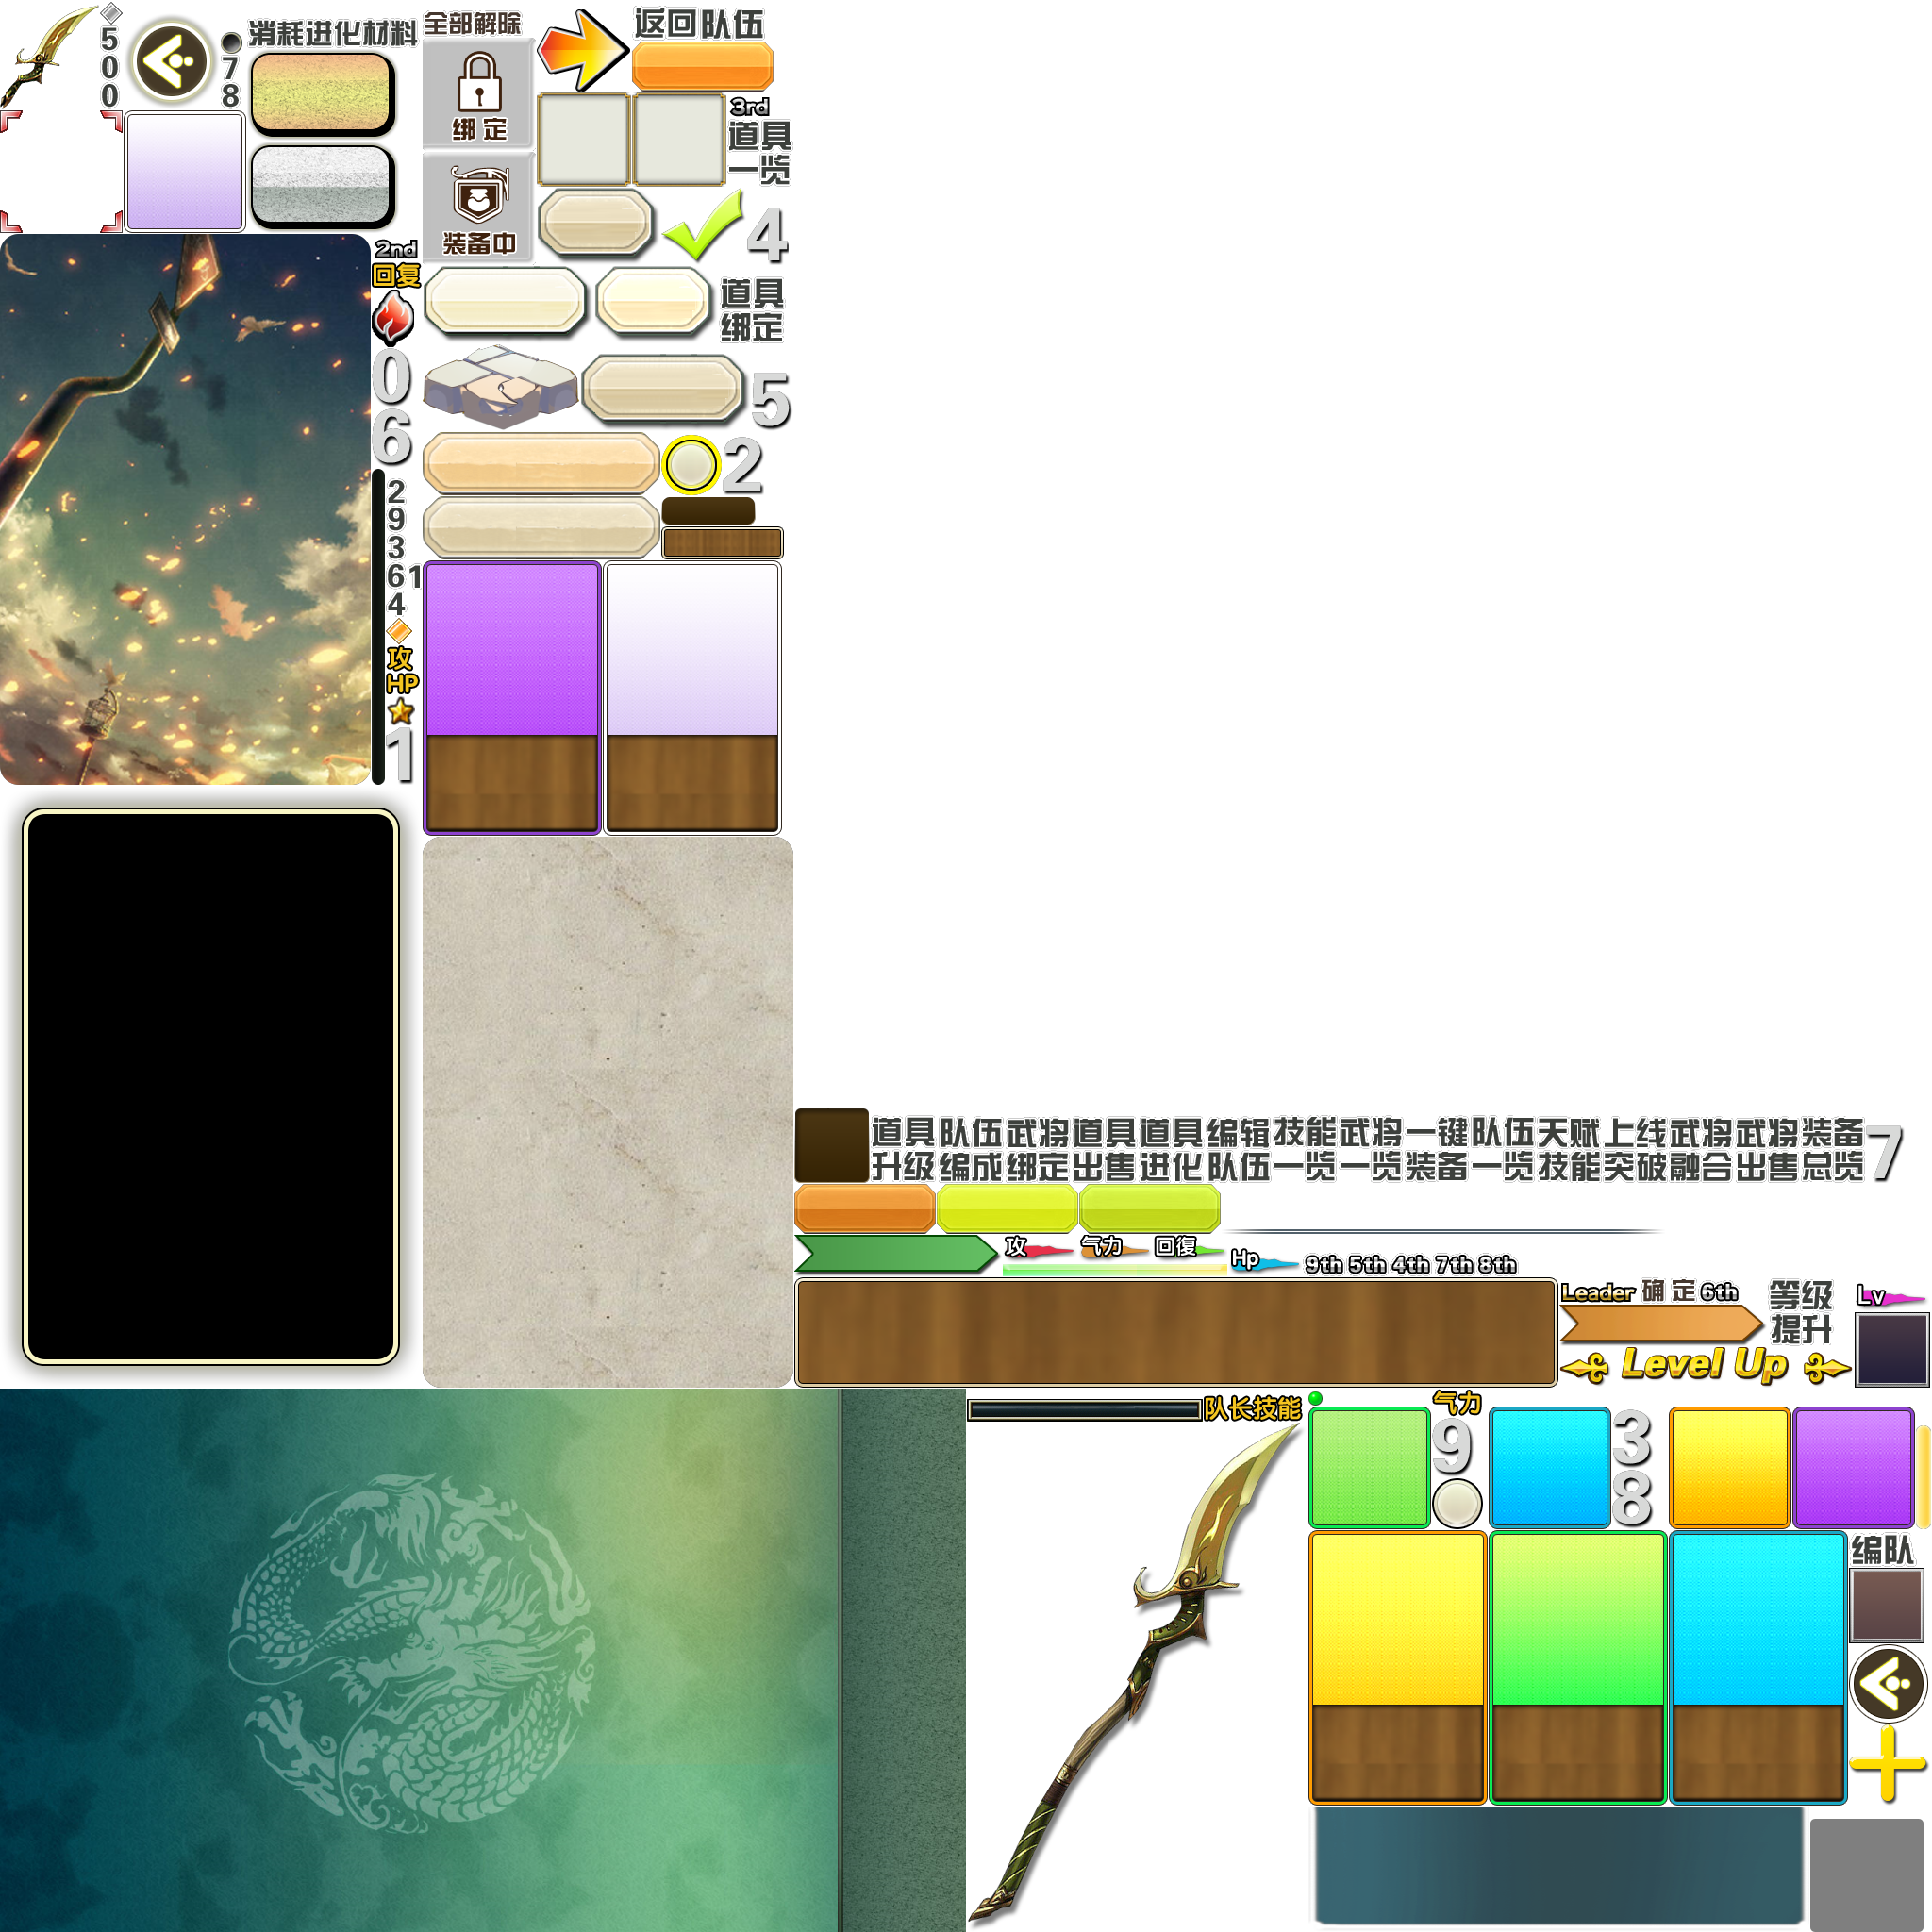 5
0
0
7
8
消耗进化材料
全部解除
返回队伍
绑 定
3rd
道具
一览
装备中
4
2nd
回复
道具
绑定
0
6
5
2
2
9
3
61
4
攻
HP
1
道具
升级
队伍
编成
武将
绑定
道具
出售
道具
进化
编辑
队伍
技能
一览
武将
一览
一键
装备
队伍
一览
天赋
技能
上线
突破
武将
融合
武将
出售
装备
总览
7
攻
气力
回復
Hp
9th 5th 4th 7th 8th
Leader
确 定
6th
等级
提升
Lv
Level Up
队长技能
气力
9
3
8
编队